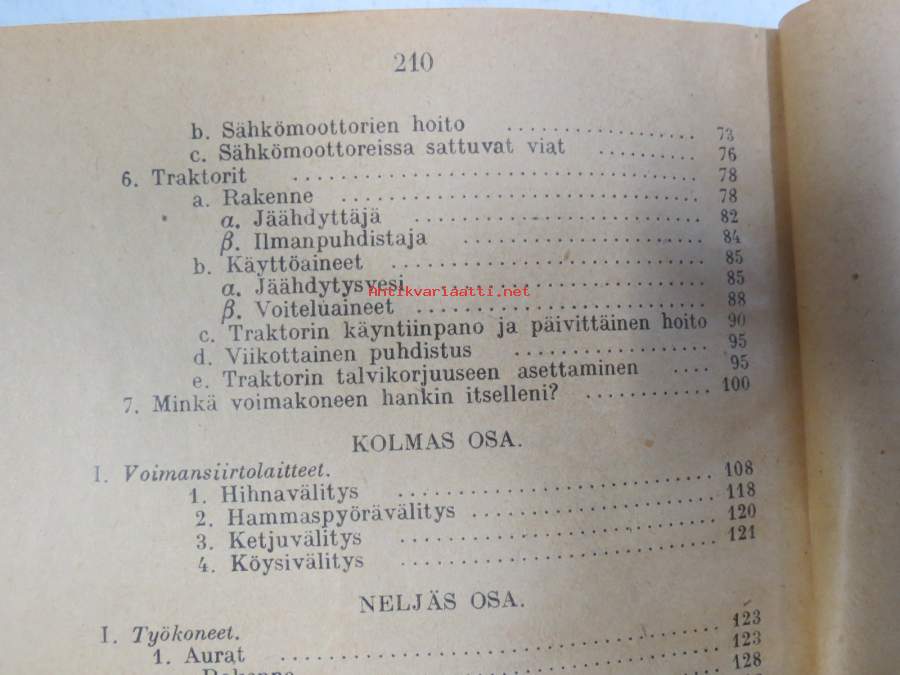 210
b. Sähkömoottorien hoito .................... 73
c. Sähkömoottoreissa sattuvat viat .......... 76
6. Traktorit .................................... 78
a. Rakenne ................................ 78
α. Jäähdyttäjä ............................ 82
β. Ilmanpuhdistaja ........................ 84
b. Käyttöaineet ............................ 85
α. Jäähdytysvesi .......................... 85
Antikvariaatti.net
β. Voiteluaineet ............................ 88
c. Traktorin käyntiinpano ja päivittäinen hoito 90
d. Viikottainen puhdistus .................... 95
e. Traktorin talvikorjuuseen asettaminen .... 95
7. Minkä voimakoneen hankin itselleni? ............ 100
KOLMAS OSA.
I. Voimansiirtolaitteet.
1. Hihnavälitys ................................ 108
2. Hammaspyörävälitys ........................ 118
3. Ketjuvälitys ................................ 120
4. Köysivälitys ................................ 121
NELJÄS OSA.
I. Työkoneet. 123
1. Aurat ........................................ 123
Rakenne .................................... 128